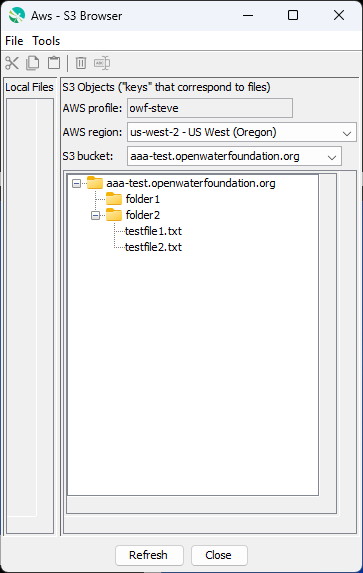 Aws - S3 Browser
File Tools
Local Files
S3 Objects ("keys" that correspond to files)
AWS profile: owf-steve
AWS region: us-west-2 - US West (Oregon)
S3 bucket: aaa-test.openwaterfoundation.org
aaa-test.openwaterfoundation.org
folder1
folder2
testfile1.txt
testfile2.txt
Refresh Close